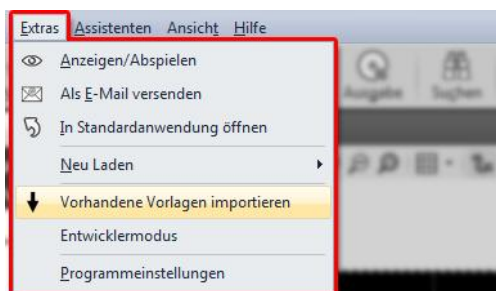 Extras Assistenten Ansicht Hilfe
Anzeigen/Abspielen
Als E-Mail versenden
In Standardanwendung öffnen
Neu Laden
Vorhandene Vorlagen importieren
Entwicklermodus
Programmeinstellungen
Ausgabe Suchen